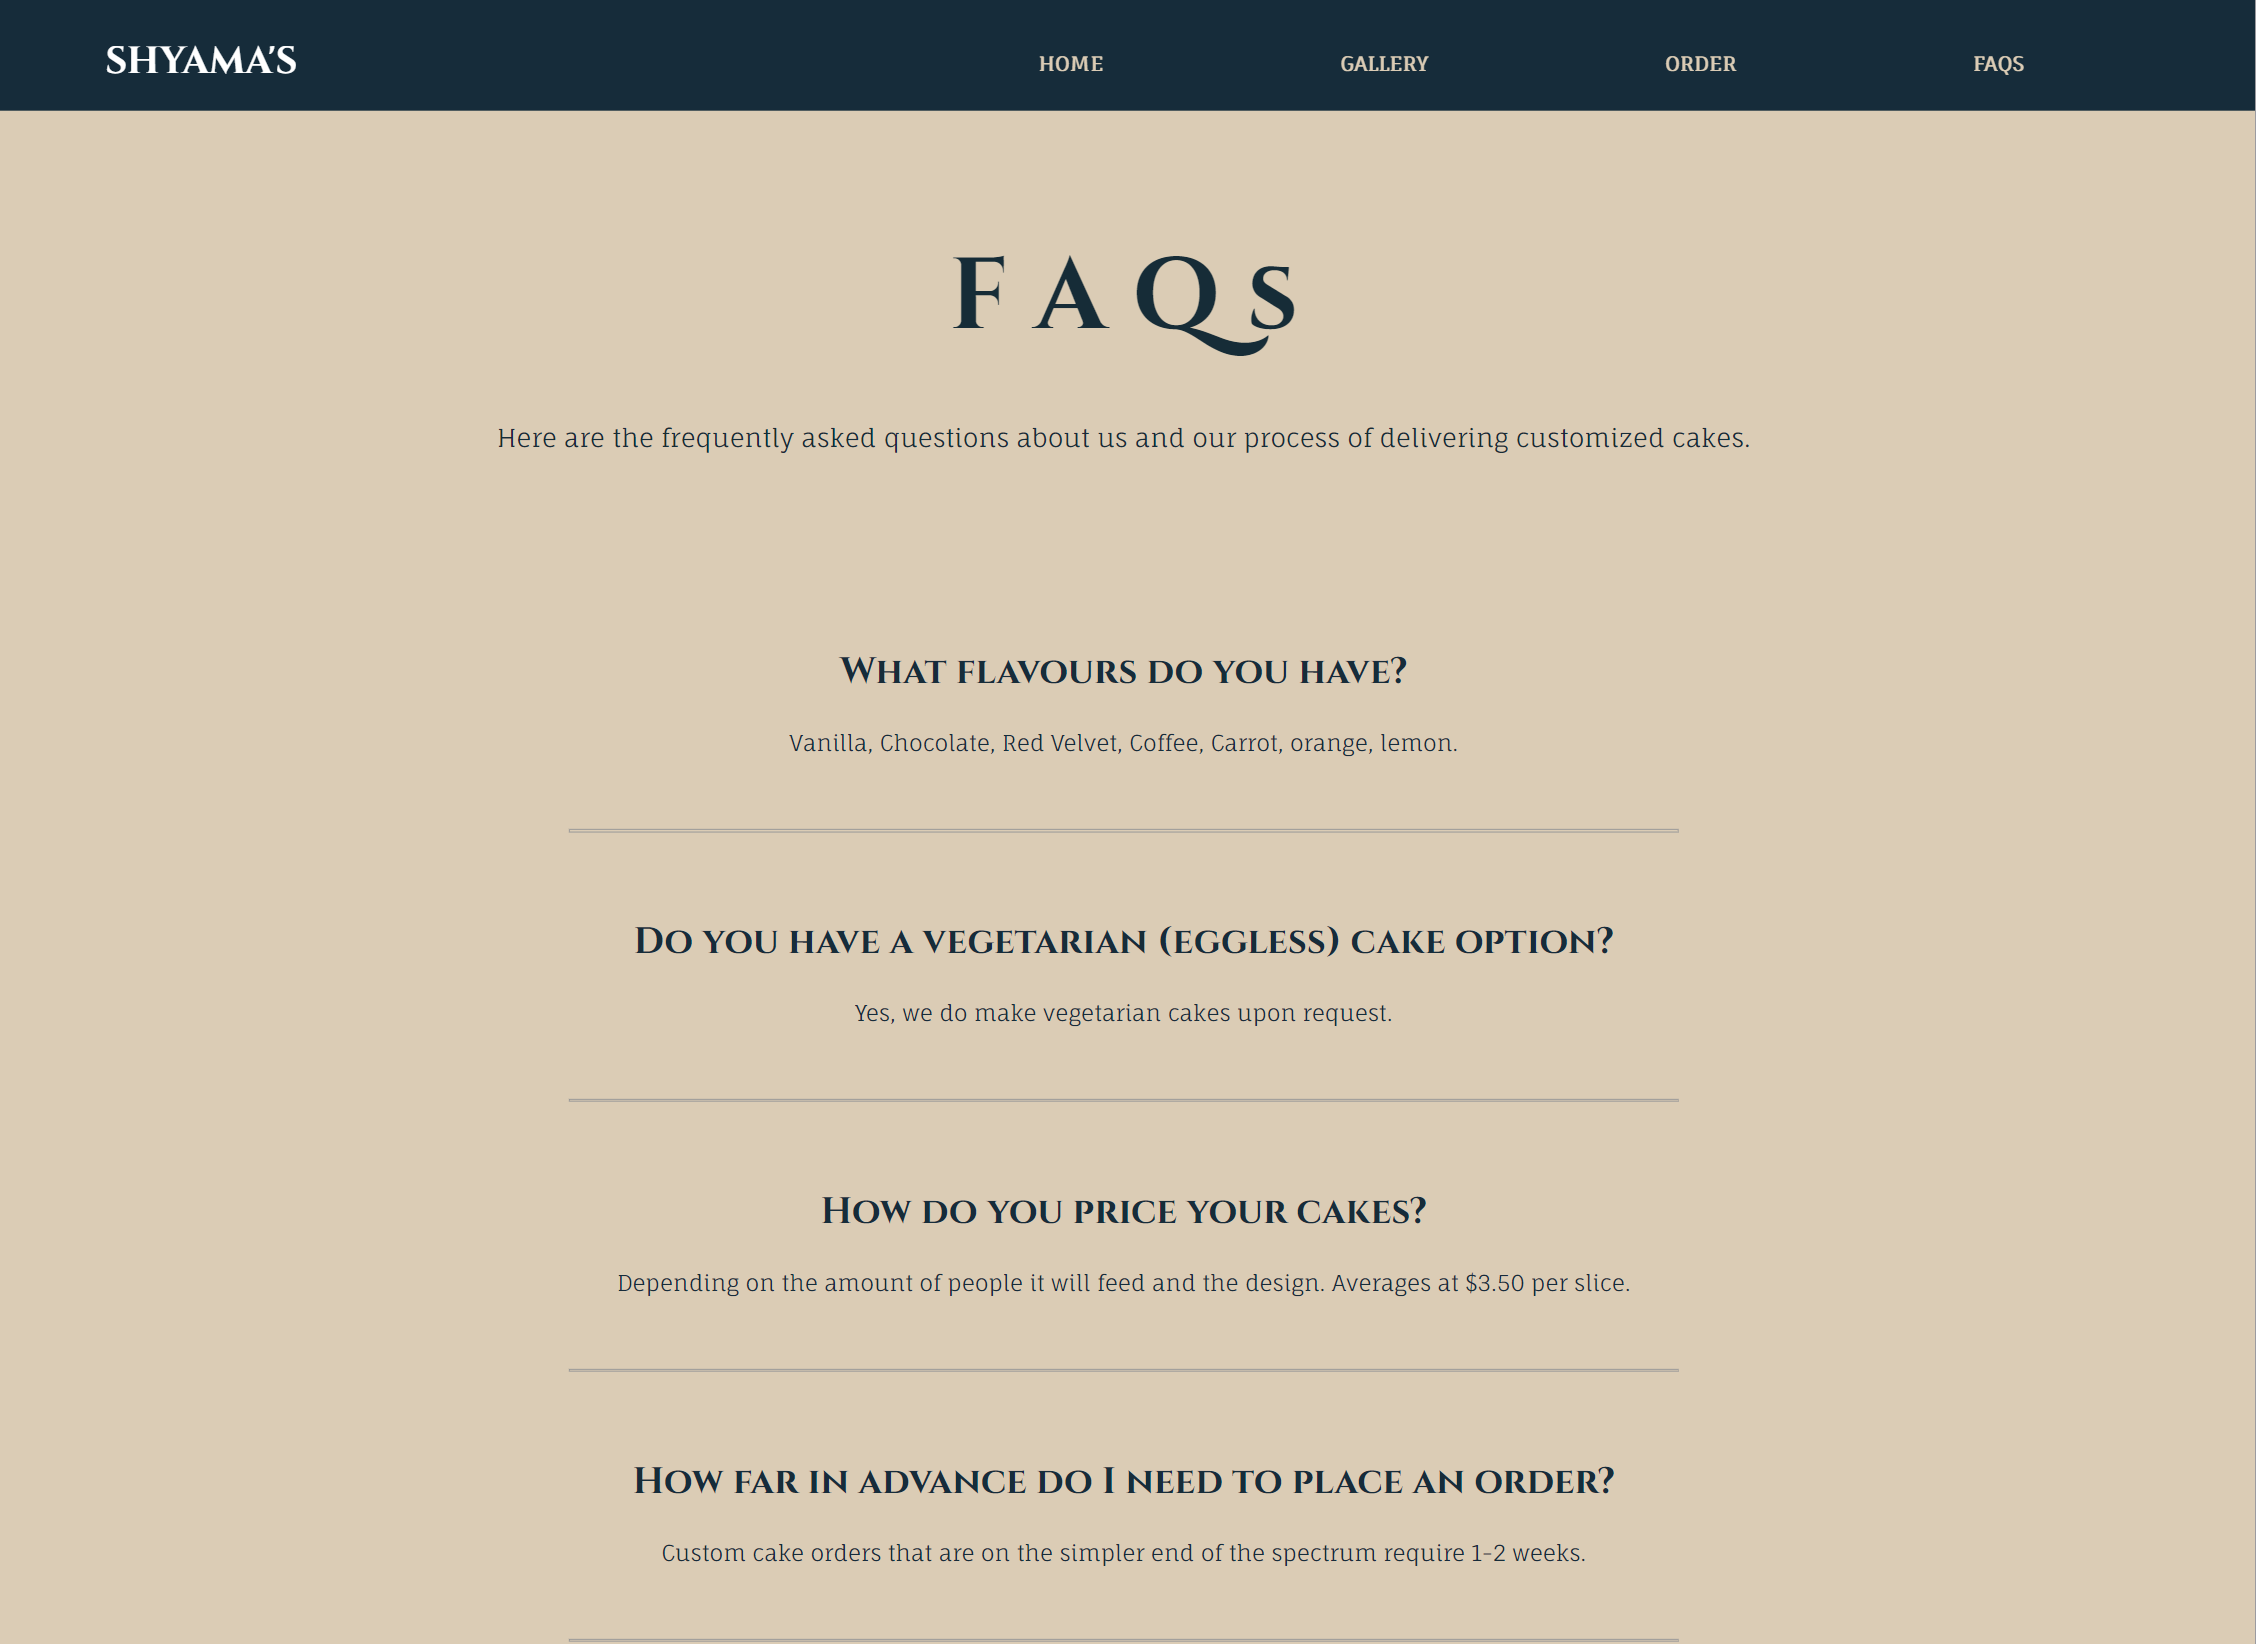 SHYAMA'S
HOME
GALLERY
ORDER
FAQS
FAQs
Here are the frequently asked questions about us and our process of delivering customized cakes.
What flavours do you have?
Vanilla, Chocolate, Red Velvet, Coffee, Carrot, orange, lemon.
Do you have a vegetarian (eggless) cake option?
Yes, we do make vegetarian cakes upon request.
How do you price your cakes?
Depending on the amount of people it will feed and the design. Averages at $3.50 per slice.
How far in advance do I need to place an order?
Custom cake orders that are on the simpler end of the spectrum require 1-2 weeks.